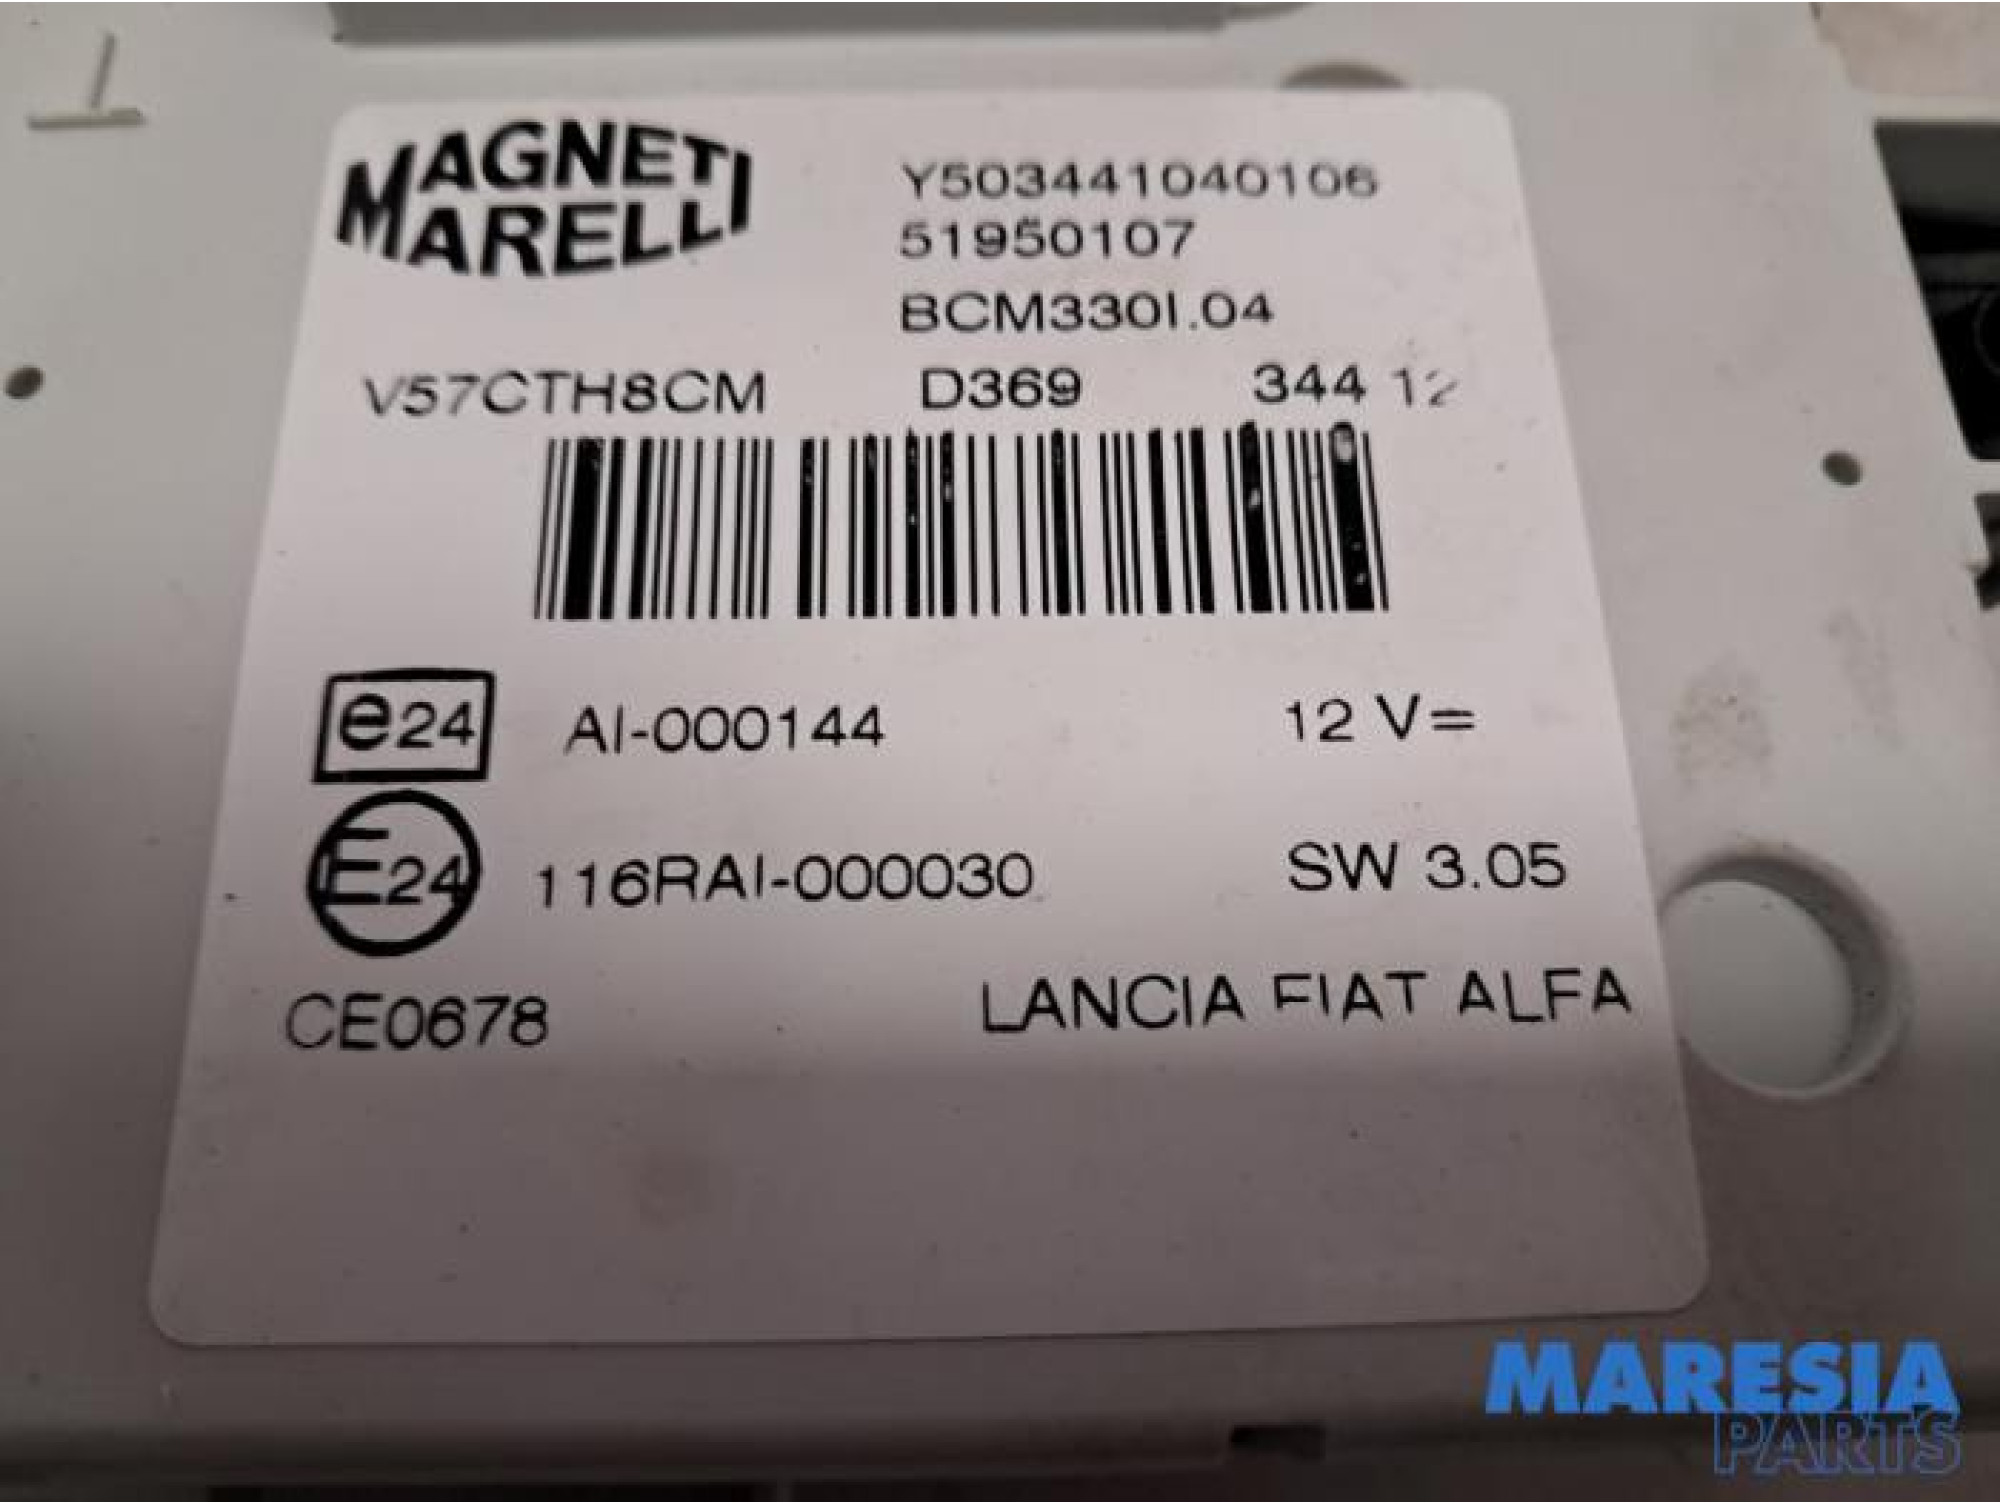 MAGNETI
MARELLI
Y503441040106
51950107
BCM330I.04
V57CTH8CM D369 344 12
e24 AI-000144 12 V=
E24 116RAI-000030 SW 3.05
CE0678 LANCIA FIAT ALFA
MARESIA
PARTS